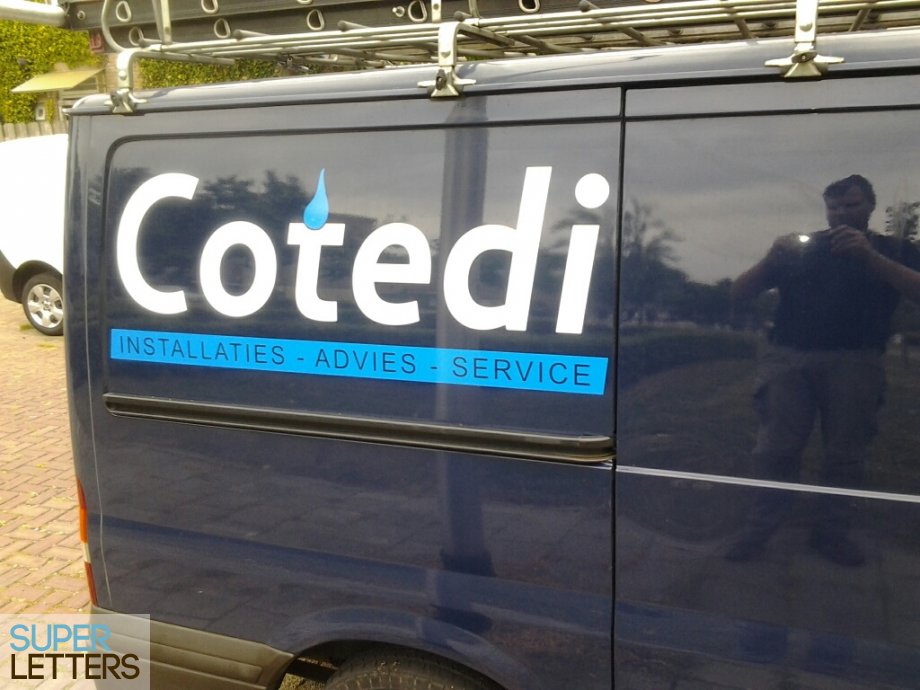 Cotedi
INSTALLATIES - ADVIES - SERVICE
SUPER
LETTERS